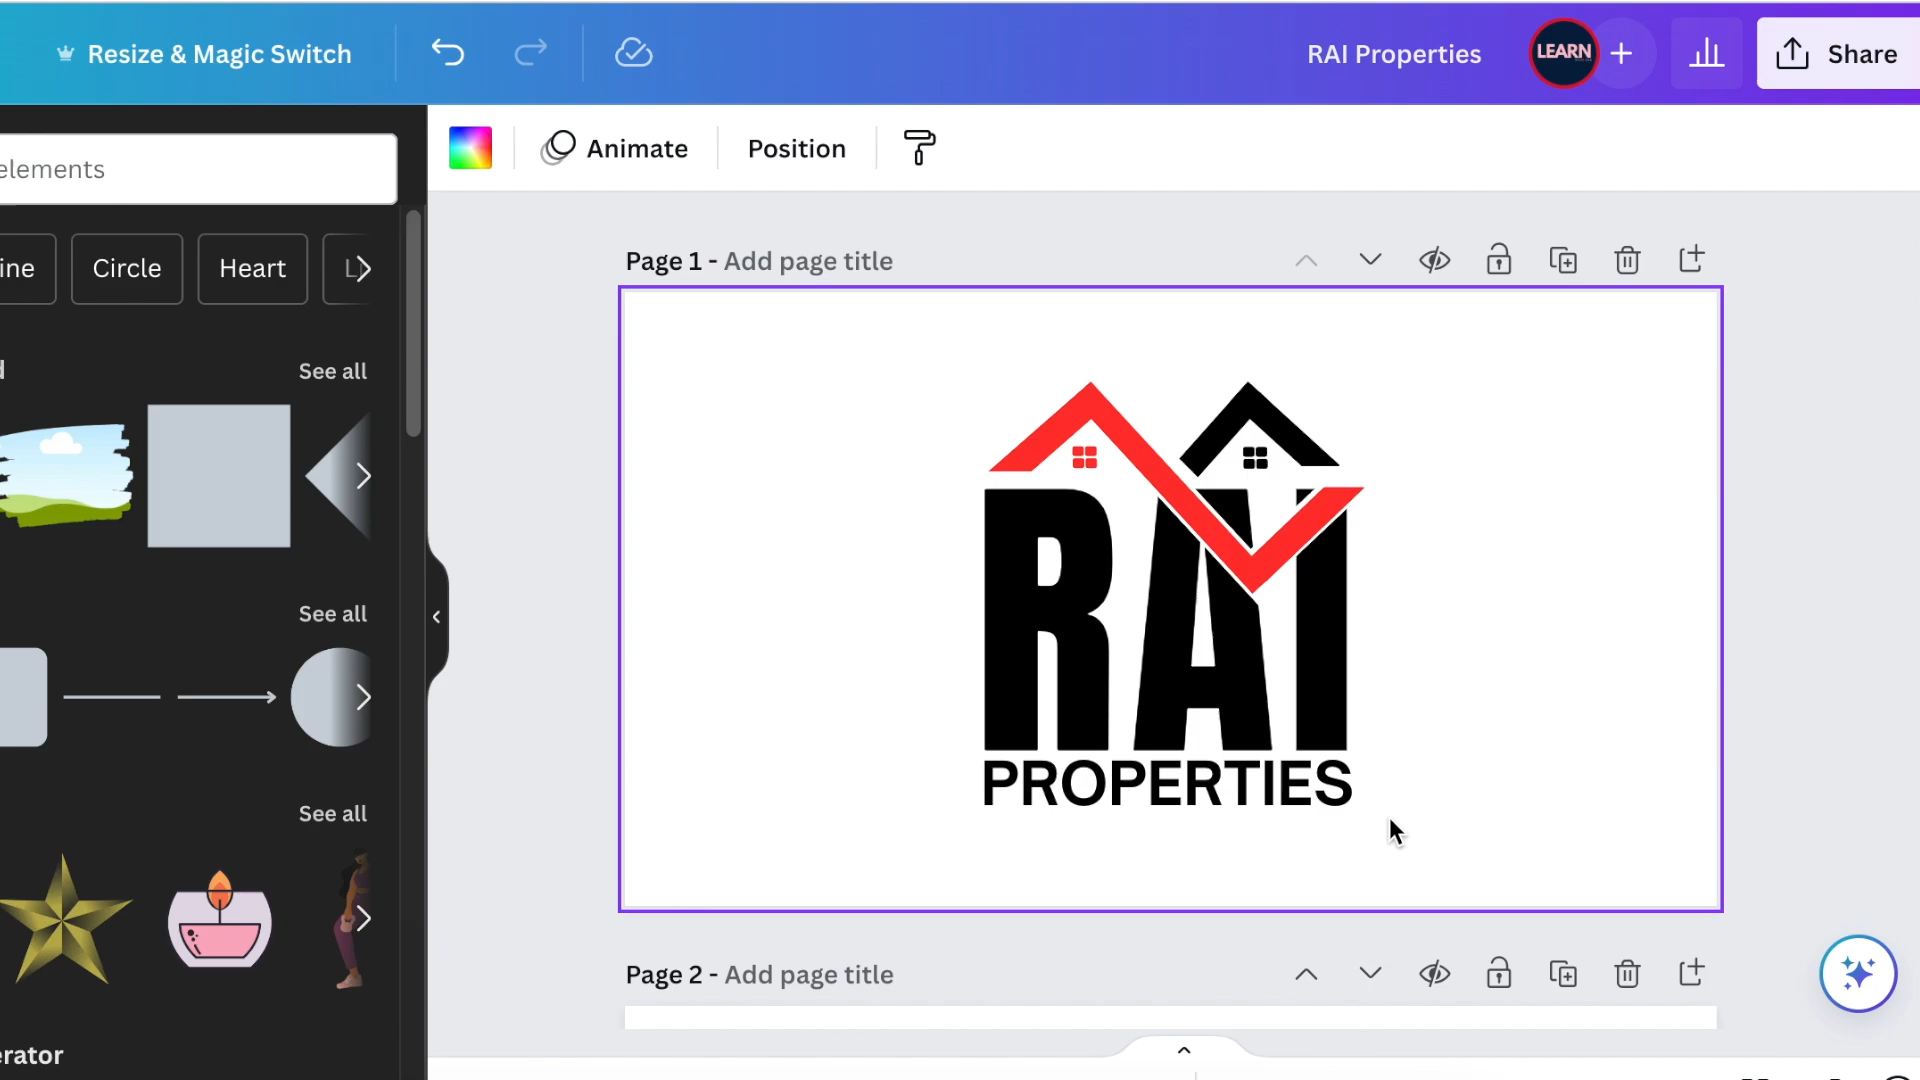 Resize & Magic Switch
RAI Properties
LEARN
Share
elements
Animate
Position
ine
Circle
Heart
Page 1 - Add page title
See all
RAI
PROPERTIES
See all
See all
Page 2 - Add page title
erator